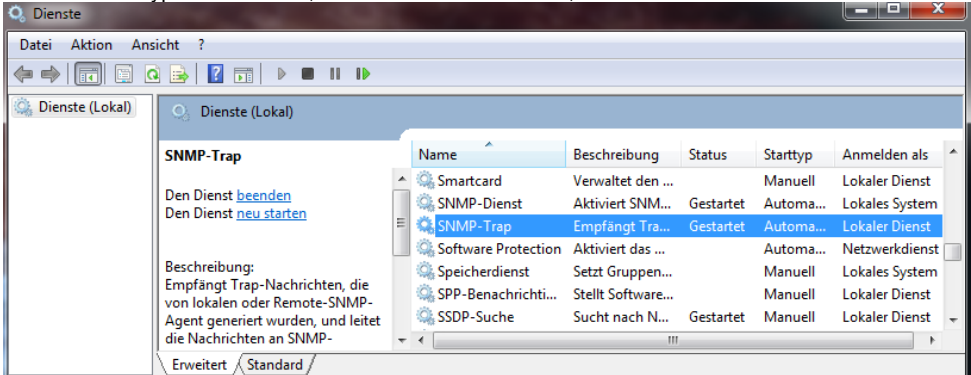 Dienste
Datei Aktion Ansicht ?
Dienste (Lokal)
Dienste (Lokal)
SNMP-Trap
Den Dienst beenden
Den Dienst neu starten
Beschreibung:
Empfängt Trap-Nachrichten, die
von lokalen oder Remote-SNMP-
Agent generiert wurden, und leitet
die Nachrichten an SNMP-
Name Beschreibung Status Starttyp Anmelden als
Smartcard Verwaltet den ... Manuell Lokaler Dienst
SNMP-Dienst Aktiviert SNM... Gestartet Automa... Lokales System
SNMP-Trap Empfängt Tra... Gestartet Automa... Lokaler Dienst
Software Protection Aktiviert das ... Automa... Netzwerkdienst
Speicherdienst Setzt Gruppen... Manuell Lokales System
SPP-Benachrichti... Stellt Software... Manuell Lokaler Dienst
SSDP-Suche Sucht nach N... Gestartet Manuell Lokaler Dienst
Erweitert Standard